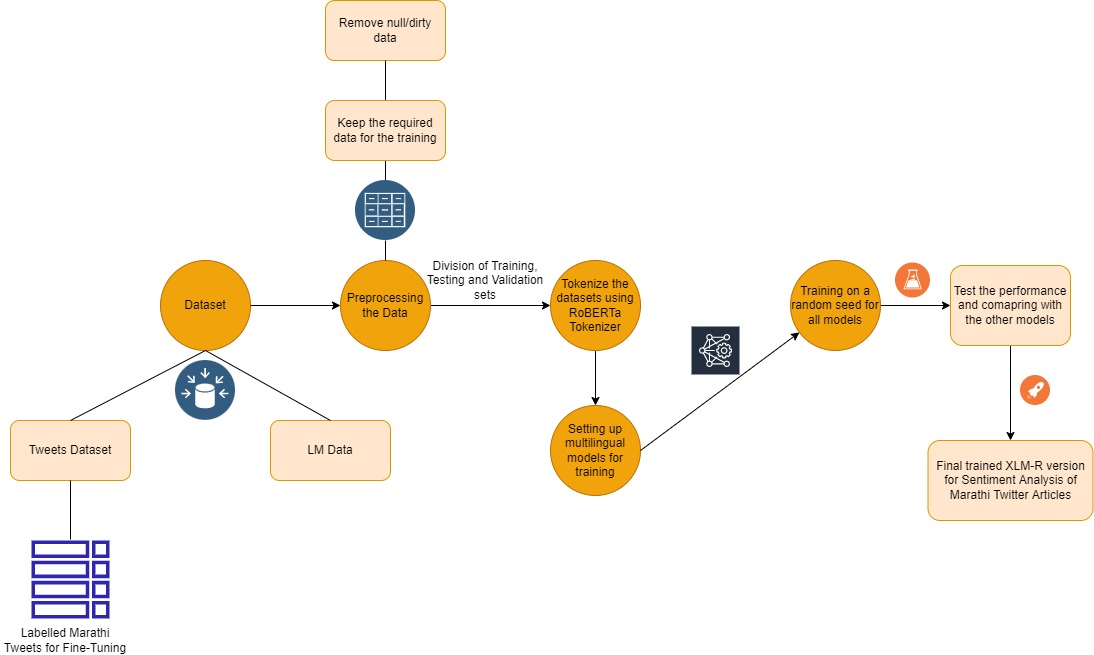 Remove null/dirty
data
Keep the required
data for the training
Dataset
Preprocessing
the Data
Division of Training,
Testing and Validation
sets
Tokenize the
datasets using
RoBERTa
Tokenizer
Training on a
random seed for
all models
Test the performance
and comapring with
the other models
Tweets Dataset
LM Data
Setting up
multilingual
models for
training
Final trained XLM-R version
for Sentiment Analysis of
Marathi Twitter Articles
Labelled Marathi
Tweets for Fine-Tuning